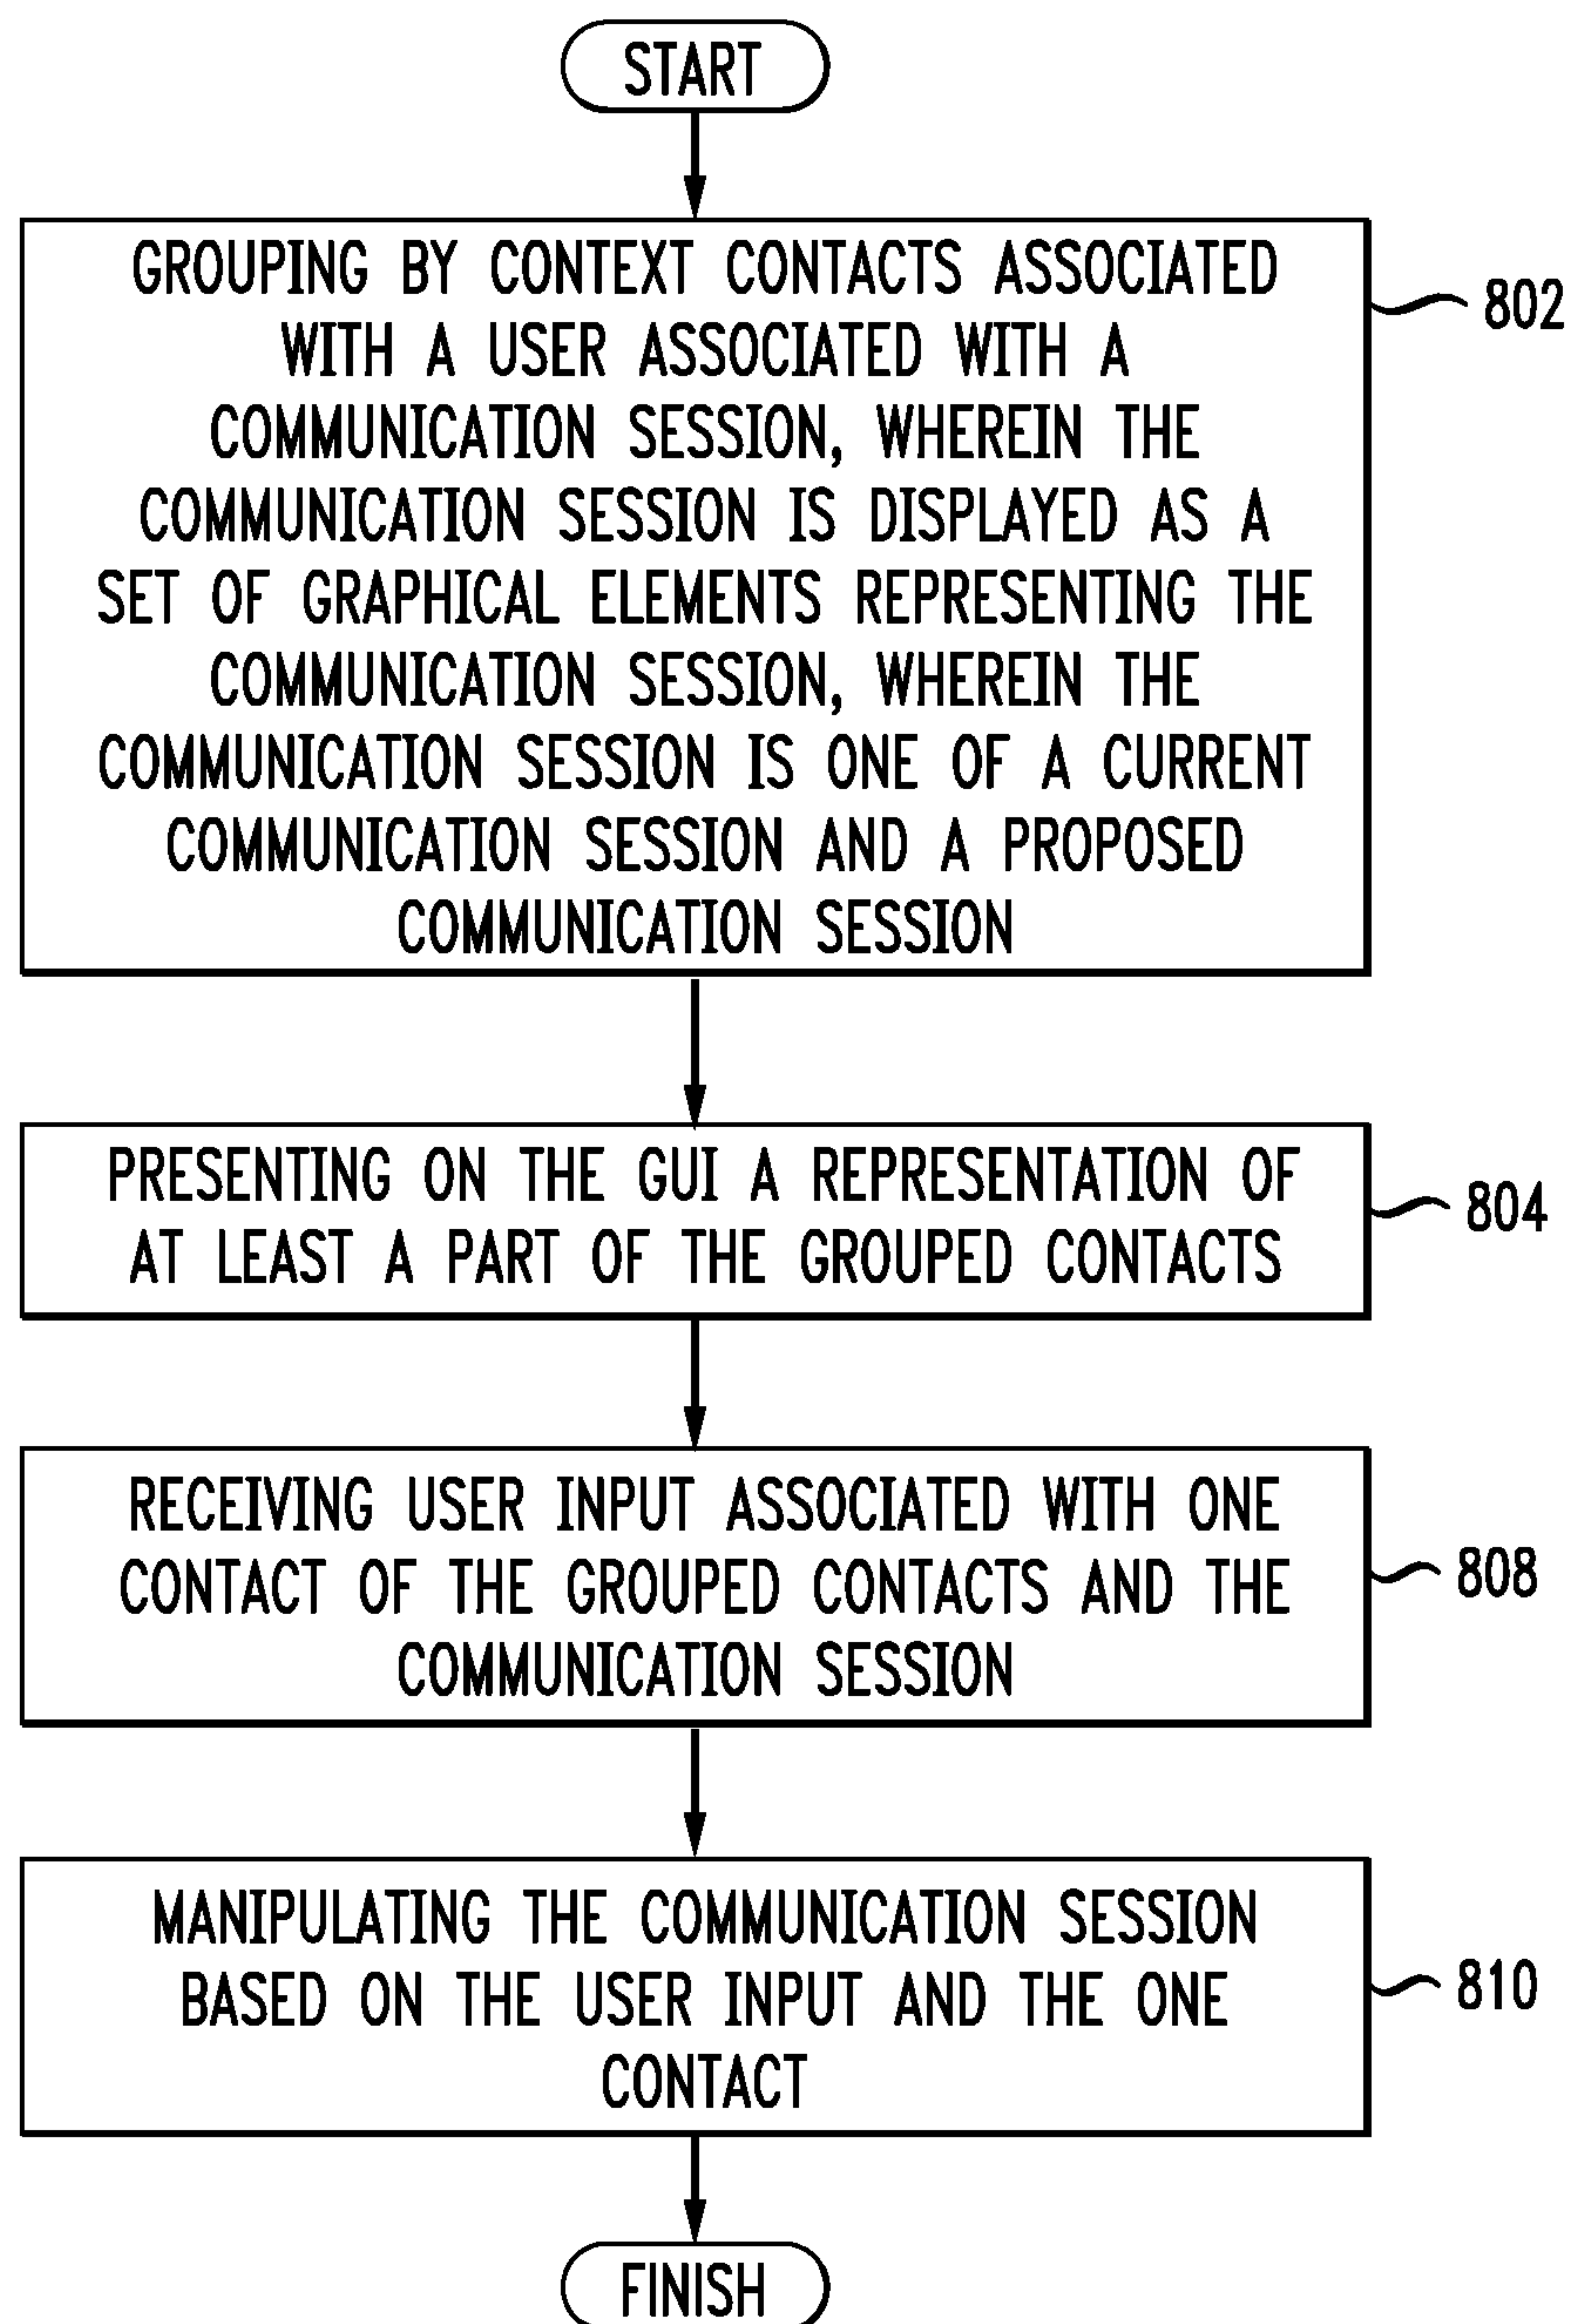 START
GROUPING BY CONTEXT CONTACTS ASSOCIATED
WITH A USER ASSOCIATED WITH A
COMMUNICATION SESSION, WHEREIN THE
COMMUNICATION SESSION IS DISPLAYED AS A
SET OF GRAPHICAL ELEMENTS REPRESENTING THE
COMMUNICATION SESSION, WHEREIN THE
COMMUNICATION SESSION IS ONE OF A CURRENT
COMMUNICATION SESSION AND A PROPOSED
COMMUNICATION SESSION
802
PRESENTING ON THE GUI A REPRESENTATION OF
AT LEAST A PART OF THE GROUPED CONTACTS
804
RECEIVING USER INPUT ASSOCIATED WITH ONE
CONTACT OF THE GROUPED CONTACTS AND THE
COMMUNICATION SESSION
808
MANIPULATING THE COMMUNICATION SESSION
BASED ON THE USER INPUT AND THE ONE
CONTACT
810
FINISH